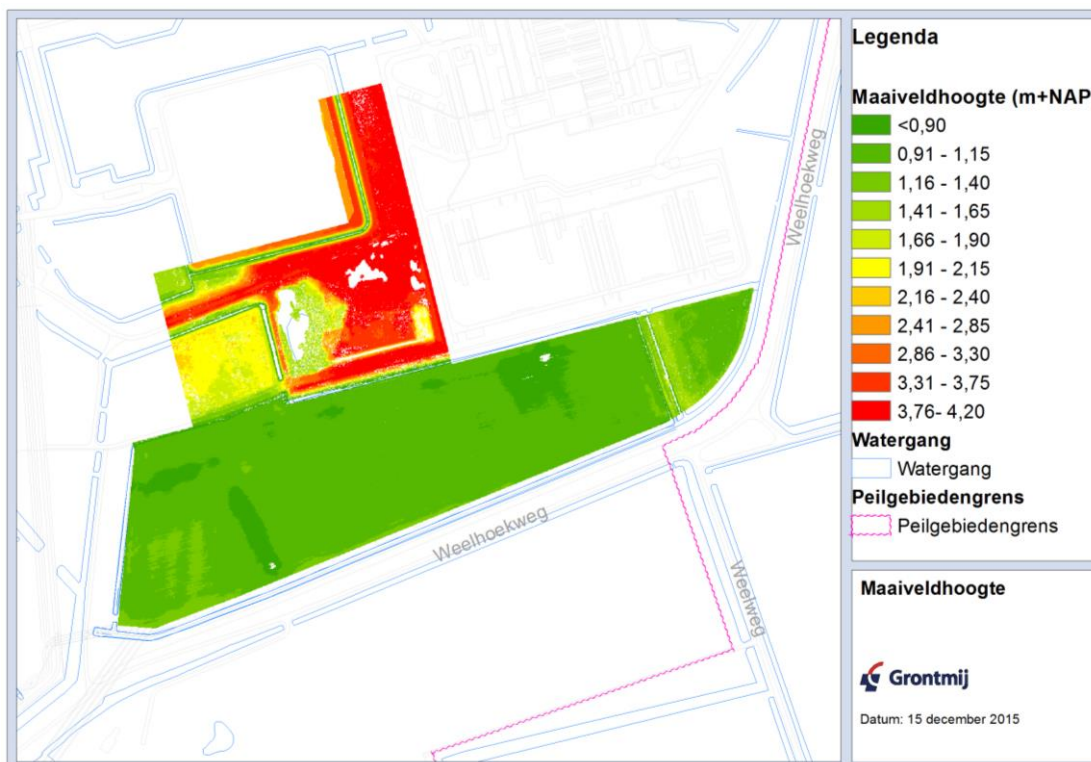 Legenda
Maaiveldhoogte (m+NAP
<0,90
0,91 - 1,15
1,16 - 1,40
1,41 - 1,65
1,66 - 1,90
1,91 - 2,15
2,16 - 2,40
2,41 - 2,85
2,86 - 3,30
3,31 - 3,75
3,76- 4,20
Watergang
Watergang
Peilgebiedengrens
Peilgebiedengrens
Maaiveldhoogte
Grontmij
Datum: 15 december 2015
Weelhoekweg
Weelhoekweg
Weelweg